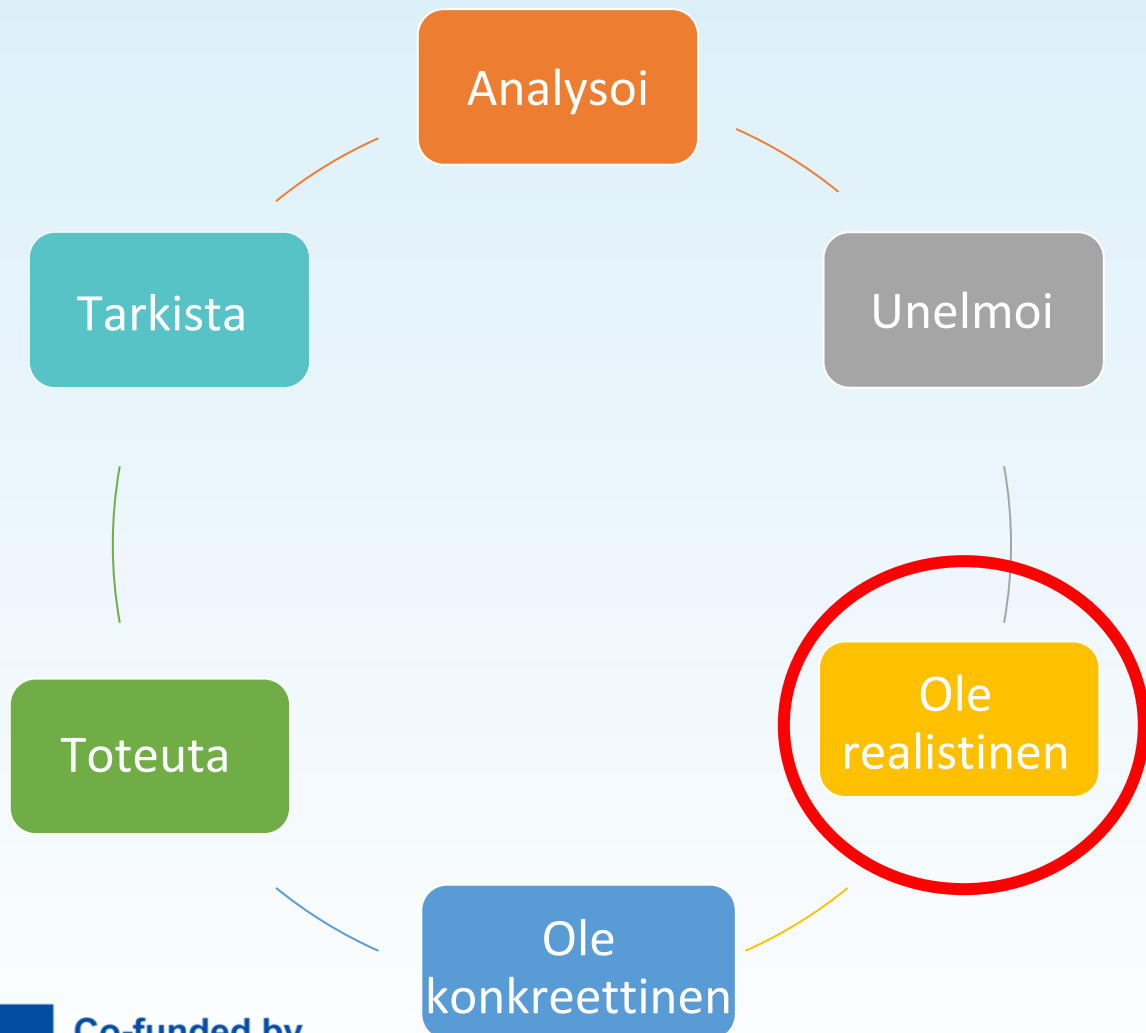 Analysoi
Unelmoi
Ole
realistinen
Ole
konkreettinen
Toteuta
Tarkista
Co-funded by